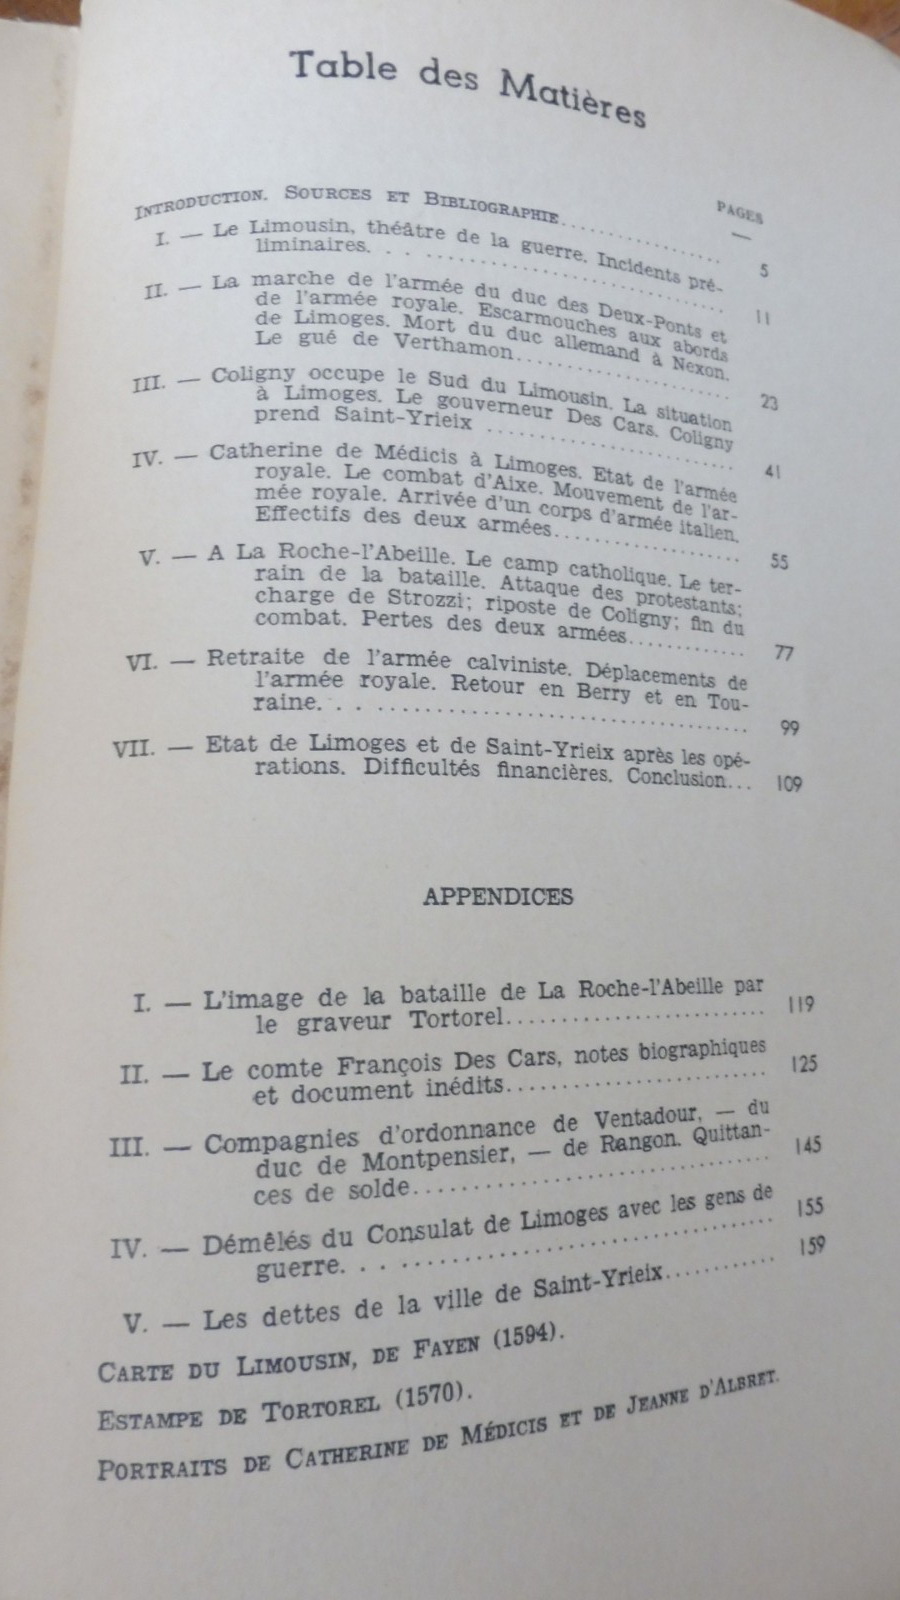 Table des Matières
PAGES
INTRODUCTION. SOURCES ET BIBLIOGRAPHIE.................... 5
I. — Le Limousin, théâtre de la guerre. Incidents pré-
liminaires. . . .............................. 11
II. — La marche de l'armée du duc des Deux-Ponts et
de l'armée royale. Escarmouches aux abords
de Limoges. Mort du duc allemand à Nexon.
Le gué de Verthamon.................... 23
III. — Coligny occupe le Sud du Limousin. La situation
à Limoges. Le gouverneur Des Cars. Coligny
prend Saint-Yrieix .................... 41
IV. — Catherine de Médicis à Limoges. Etat de l'armée
royale. Le combat d'Aixe. Mouvement de l'ar-
mée royale. Arrivée d'un corps d'armée italien.
Effectifs des deux armées.................... 55
V. — A La Roche-l'Abeille. Le camp catholique. Le ter-
rain de la bataille. Attaque des protestants;
charge de Strozzi; riposte de Coligny; fin du
combat. Pertes des deux armées............. 77
VI. — Retraite de l'armée calviniste. Déplacements de
l'armée royale. Retour en Berry et en Tou-
raine. . . .............................. 99
VII. — Etat de Limoges et de Saint-Yrieix après les opé-
rations. Difficultés financières. Conclusion... 109
APPENDICES
I. — L'image de la bataille de La Roche-l'Abeille par
le graveur Tortorel.......................... 119
II. — Le comte François Des Cars, notes biographiques
et document inédits.......................... 125
III. — Compagnies d'ordonnance de Ventadour, — du
duc de Montpensier, — de Rangon. Quittan-
ces de solde.............................. 145
IV. — Démêlés du Consulat de Limoges avec les gens de
guerre. . . .............................. 155
V. — Les dettes de la ville de Saint-Yrieix............ 159
CARTE DU LIMOUSIN, DE FAYEN (1594).
ESTAMPE DE TORTOREL (1570).
PORTRAITS DE CATHERINE DE MÉDICIS ET DE JEANNE D'ALBRET.